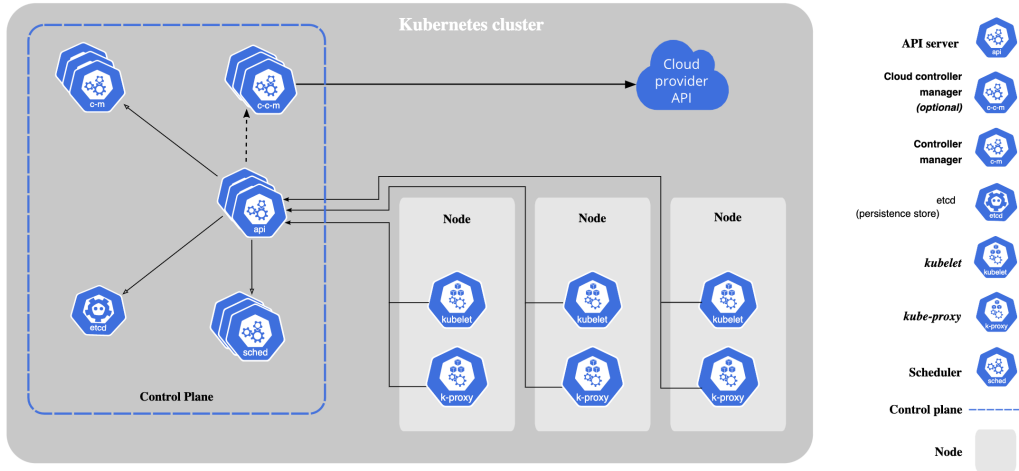 Kubernetes cluster
c-m
c-c-m
Cloud
provider
API
api
etcd
sched
Control Plane
Node
kubelet
k-proxy
Node
kubelet
k-proxy
Node
kubelet
k-proxy
API server
api
Cloud controller
manager
(optional)
c-c-m
Controller
manager
c-m
etcd
(persistence store)
etcd
kubelet
kubelet
kube-proxy
k-proxy
Scheduler
sched
Control plane
Node